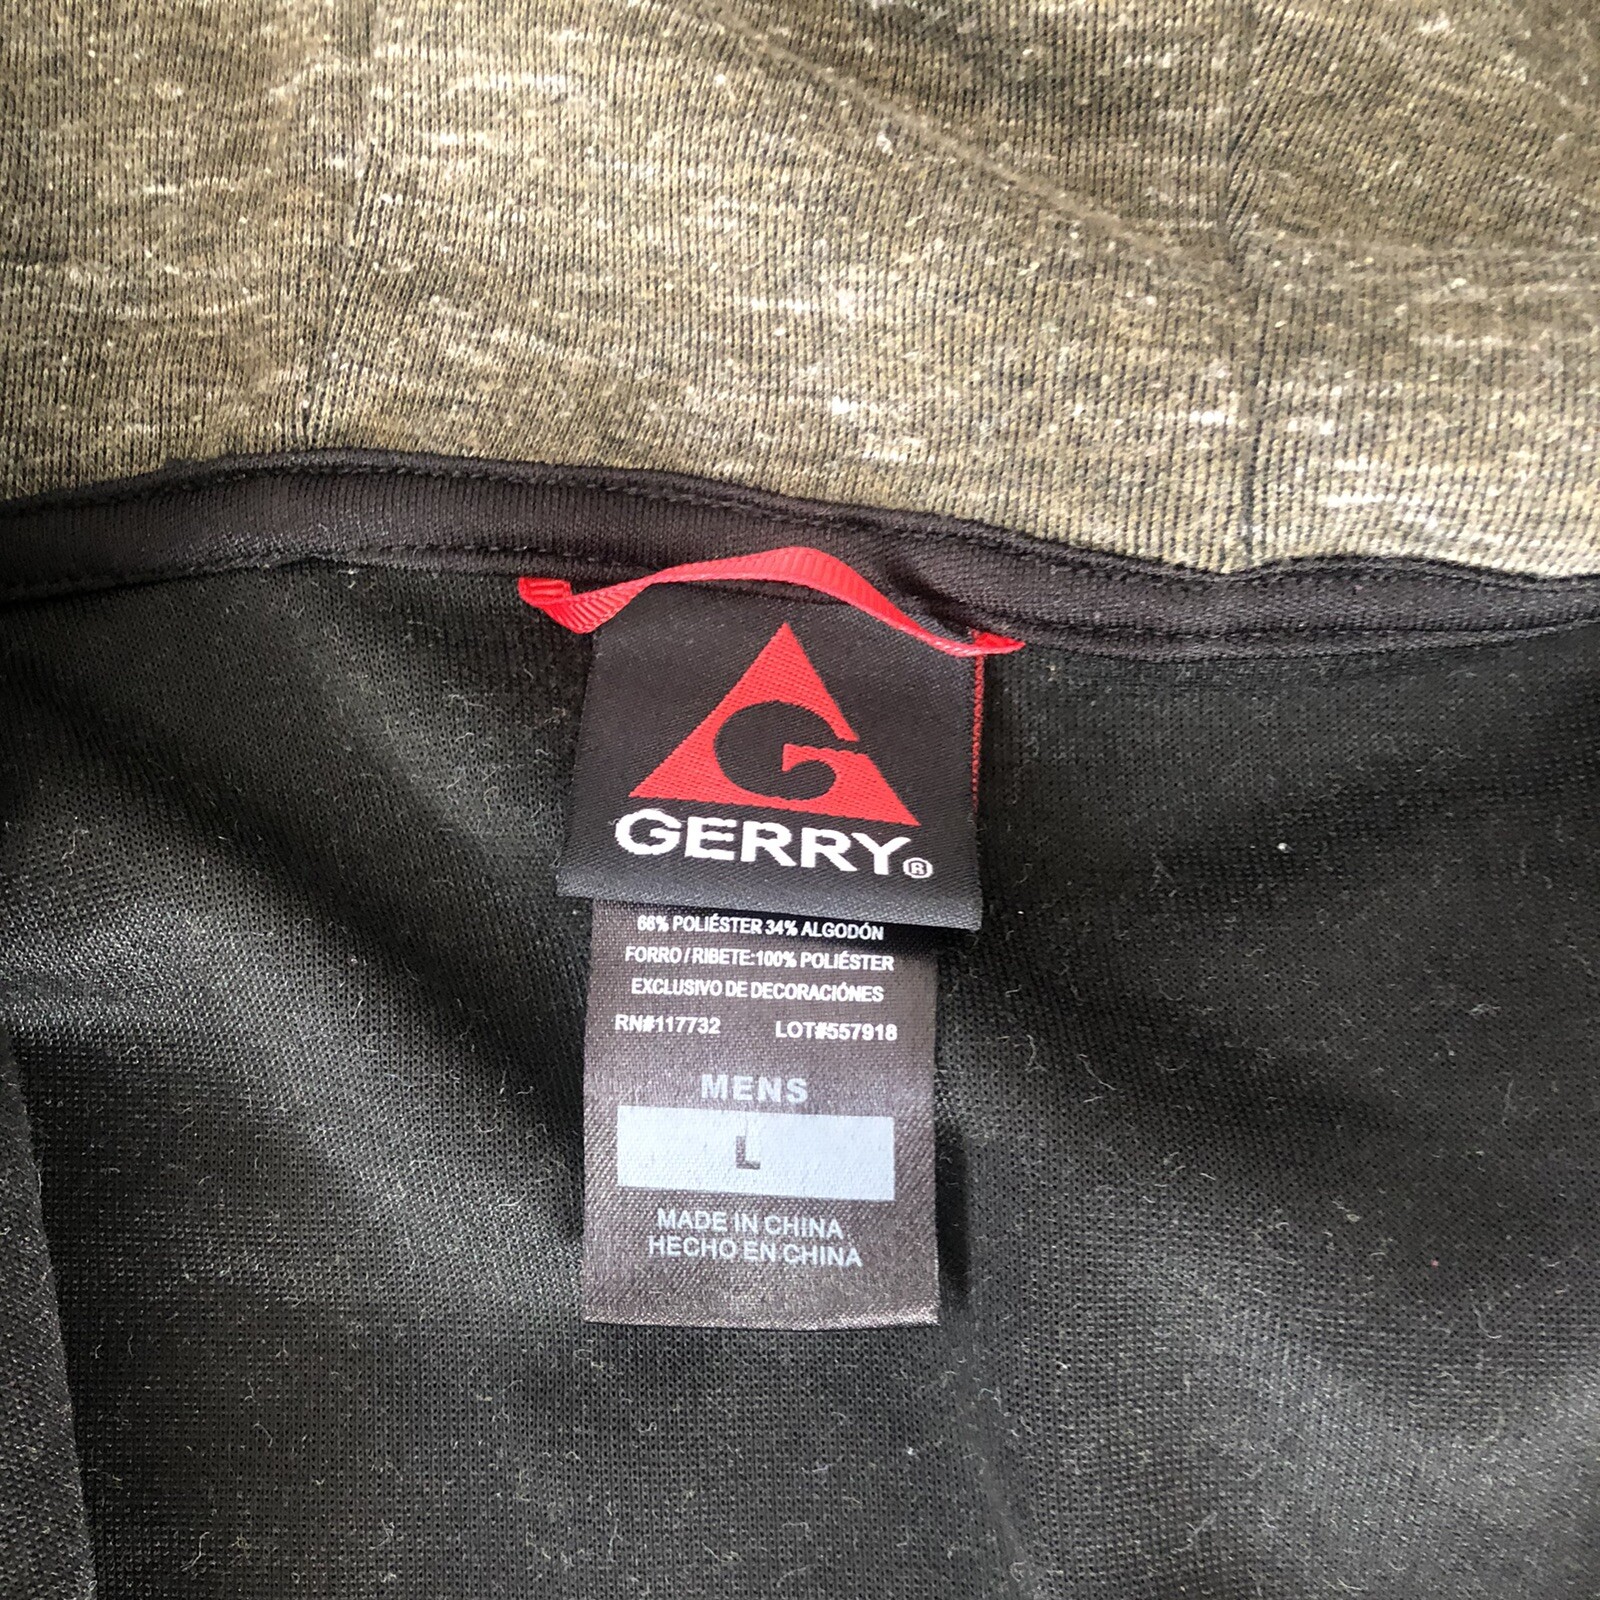 G
GERRY®
66% POLIÉSTER 34% ALGODÓN
FORRO/RIBETE:100% POLIÉSTER
EXCLUSIVO DE DECORACIÓNES
RN#117732 LOT#557918
MENS
L
MADE IN CHINA
HECHO EN CHINA